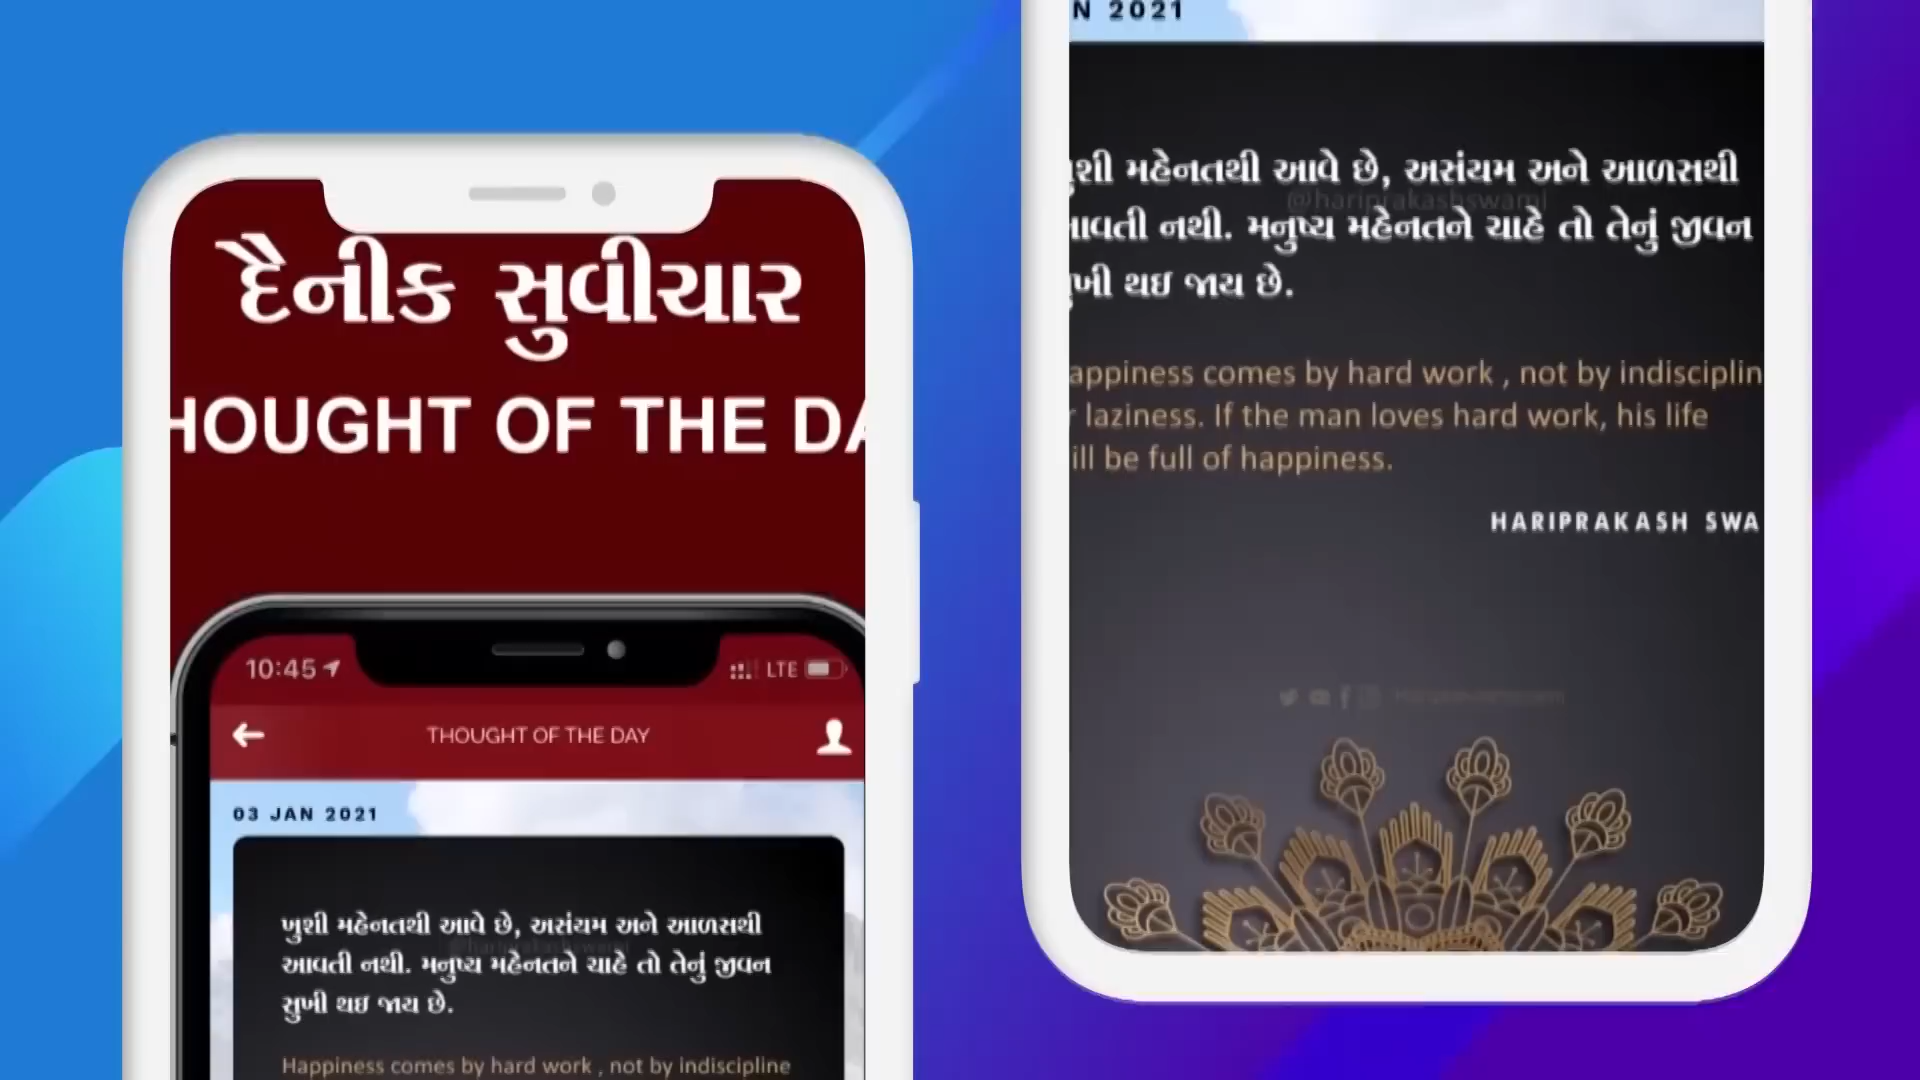 દૈનીક સુવીચાર
HOUGHT OF THE DA
10:45
LTE
THOUGHT OF THE DAY
03 JAN 2021
ખુશી મહેનતથી આવે છે, અસંયમ અને આળસથી
આવતી નથી. મનુષ્ય મહેનતને ચાહે તો તેનું જીવન
સુખી થઇ જાય છે.
Happiness comes by hard work , not by indiscipline
N 2021
શી મહેનતથી આવે છે, અસંયમ અને આળસથી
@hariprakashswami
વતી નથી. મનુષ્ય મહેનતને ચાહે તો તેનું જીવન
ખી થઇ જાય છે.
appiness comes by hard work , not by indisciplin
r laziness. If the man loves hard work, his life
ill be full of happiness.
HARIPRAKASH SWA